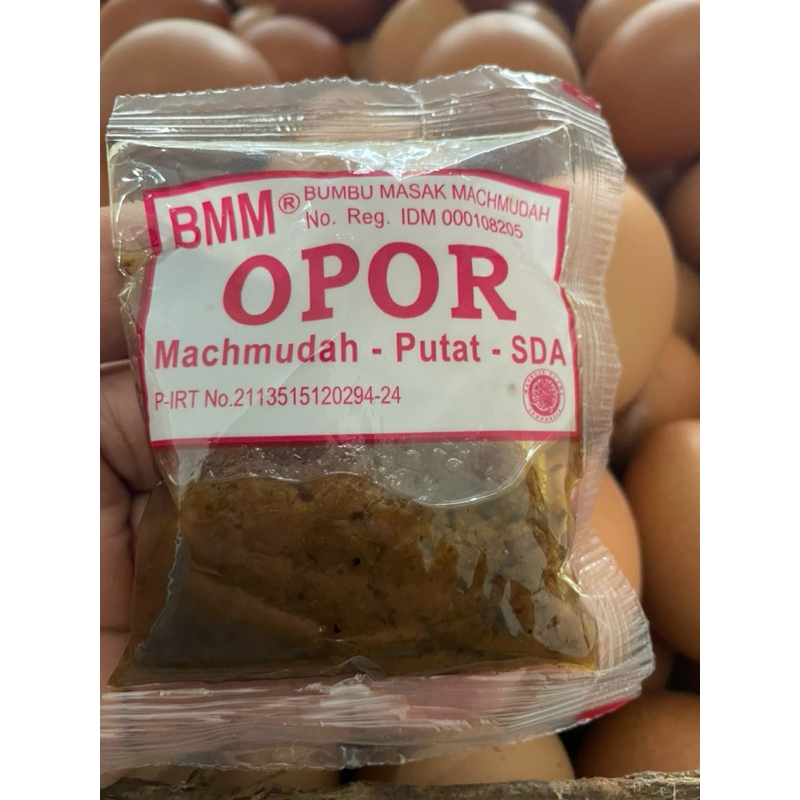 BMM® BUMBU MASAK MACHMUDAH
No. Reg. IDM 000108205
OPOR
Machmudah - Putat - SDA
P-IRT No.2113515120294-24